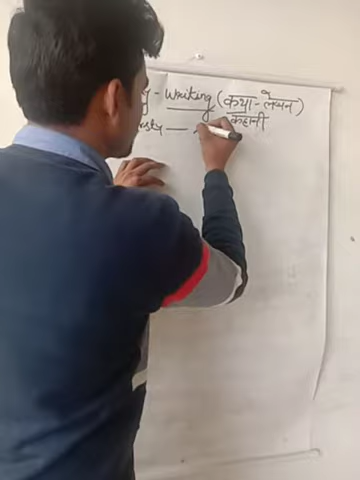 y - writing (कथा - लेखन)
कहानी